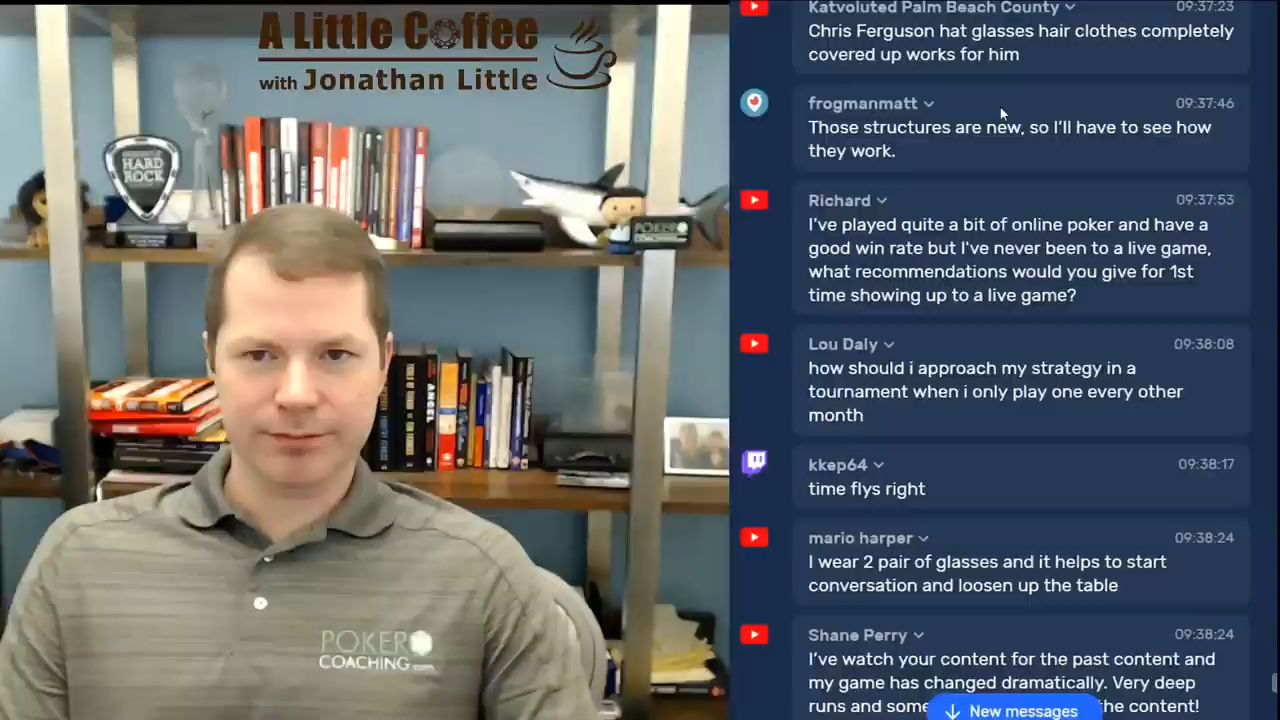 A Little Coffee
with Jonathan Little
HARD
ROCK
POKER
COACHING
ANGEL
POKER
COACHING.com
Katvoluted Palm Beach County 09:37:23
Chris Ferguson hat glasses hair clothes completely
covered up works for him
frogmanmatt 09:37:46
Those structures are new, so I'll have to see how
they work.
Richard 09:37:53
I've played quite a bit of online poker and have a
good win rate but I've never been to a live game,
what recommendations would you give for 1st
time showing up to a live game?
Lou Daly 09:38:08
how should i approach my strategy in a
tournament when i only play one every other
month
kkep64 09:38:17
time flys right
mario harper 09:38:24
I wear 2 pair of glasses and it helps to start
conversation and loosen up the table
Shane Perry 09:38:24
I've watch your content for the past content and
my game has changed dramatically. Very deep
runs and some the content!
New messages